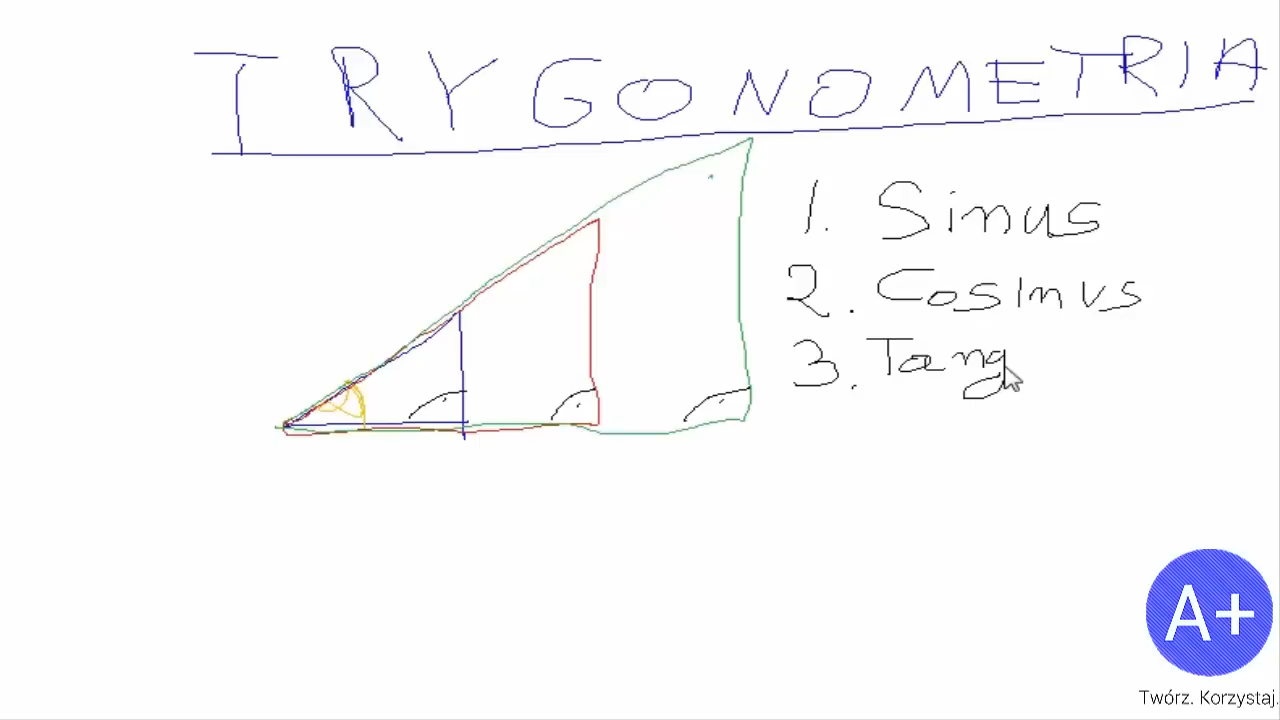 TRYGONOMETRIA
1. Sinus
2. Cosinus
3. Tang
A+
Twórz. Korzystaj.